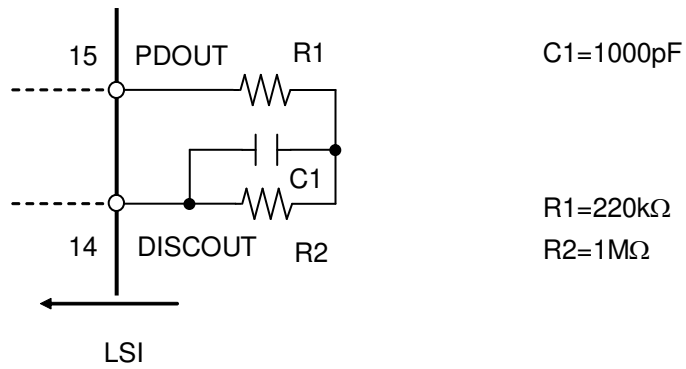 15 PDOUT R1 C1=1000pF
C1
R1=220kΩ
14 DISCOUT R2 R2=1MΩ
LSI